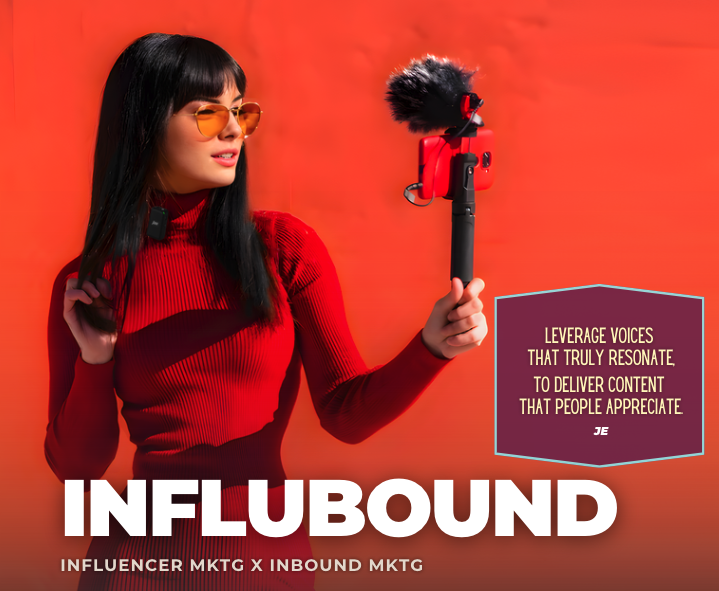 LEVERAGE VOICES
THAT TRULY RESONATE,
TO DELIVER CONTENT
THAT PEOPLE APPRECIATE.
JE
INFLUBOUND
INFLUENCER MKTG X INBOUND MKTG